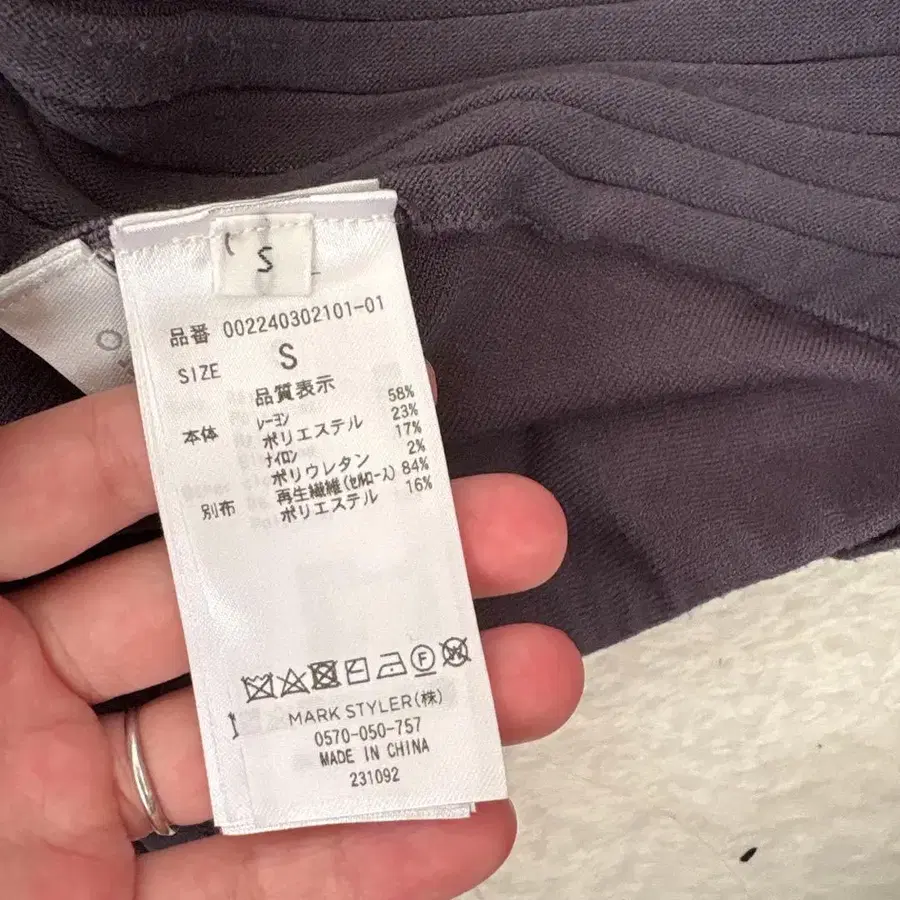 S
品番 002240302101-01
SIZE S
品質表示
本体 レーヨン 58%
ポリエステル 23%
ナイロン 17%
ポリウレタン 2%
別布 再生繊維(セルロース) 84%
ポリエステル 16%
F W
MARK STYLER(株)
0570-050-757
MADE IN CHINA
231092